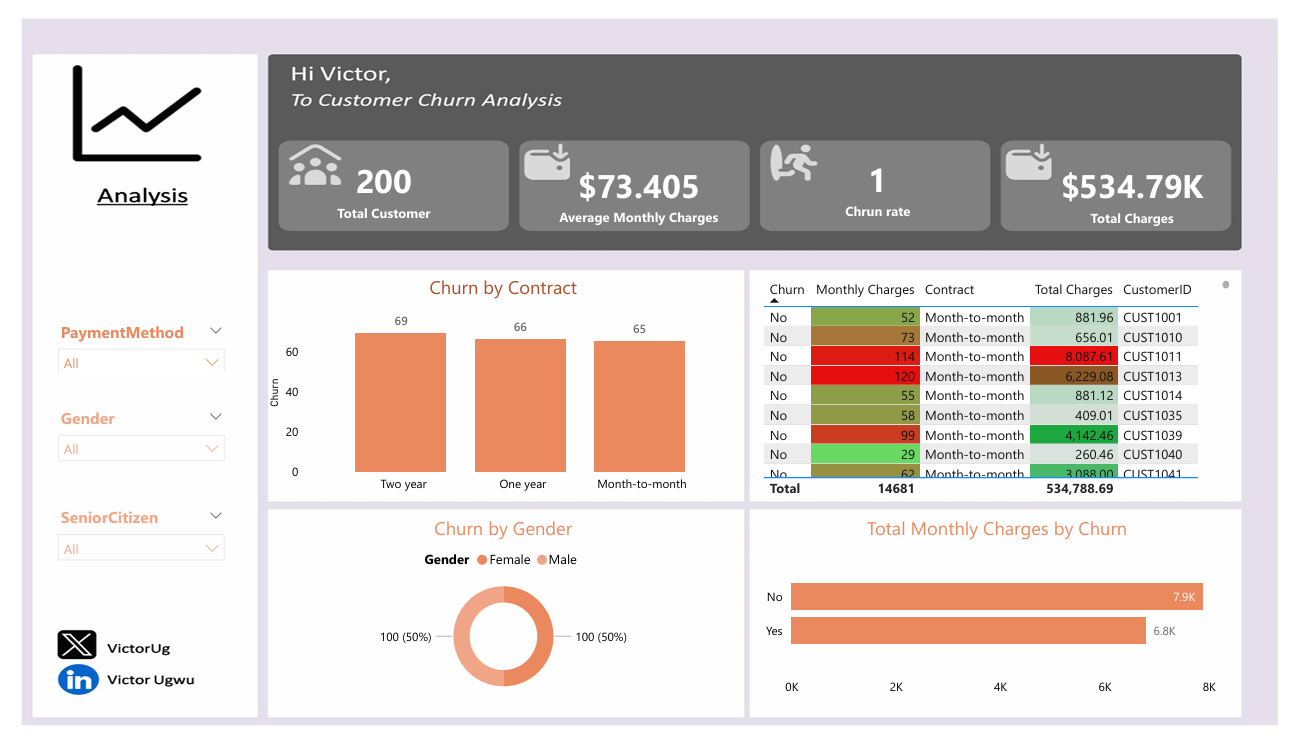 Analysis
PaymentMethod
All
Gender
All
SeniorCitizen
All
VictorUg
in
Victor Ugwu
Hi Victor,
To Customer Churn Analysis
200
Total Customer
$73.405
Average Monthly Charges
1
Chrun rate
$534.79K
Total Charges
Churn by Contract
Churn
60
40
20
0
69
66
65
Two year
One year
Month-to-month
Churn Monthly Charges Contract Total Charges CustomerID
No 52 Month-to-month 881.96 CUST1001
No 73 Month-to-month 656.01 CUST1010
No 114 Month-to-month 8,087.61 CUST1011
No 120 Month-to-month 6,229.08 CUST1013
No 55 Month-to-month 881.12 CUST1014
No 58 Month-to-month 409.01 CUST1035
No 99 Month-to-month 4,142.46 CUST1039
No 29 Month-to-month 260.46 CUST1040
No 62 Month-to-month 3,088.00 CUST1041
Total 14681 534,788.69
Churn by Gender
Gender Female Male
100 (50%)
100 (50%)
Total Monthly Charges by Churn
No 7.9K
Yes 6.8K
0K 2K 4K 6K 8K